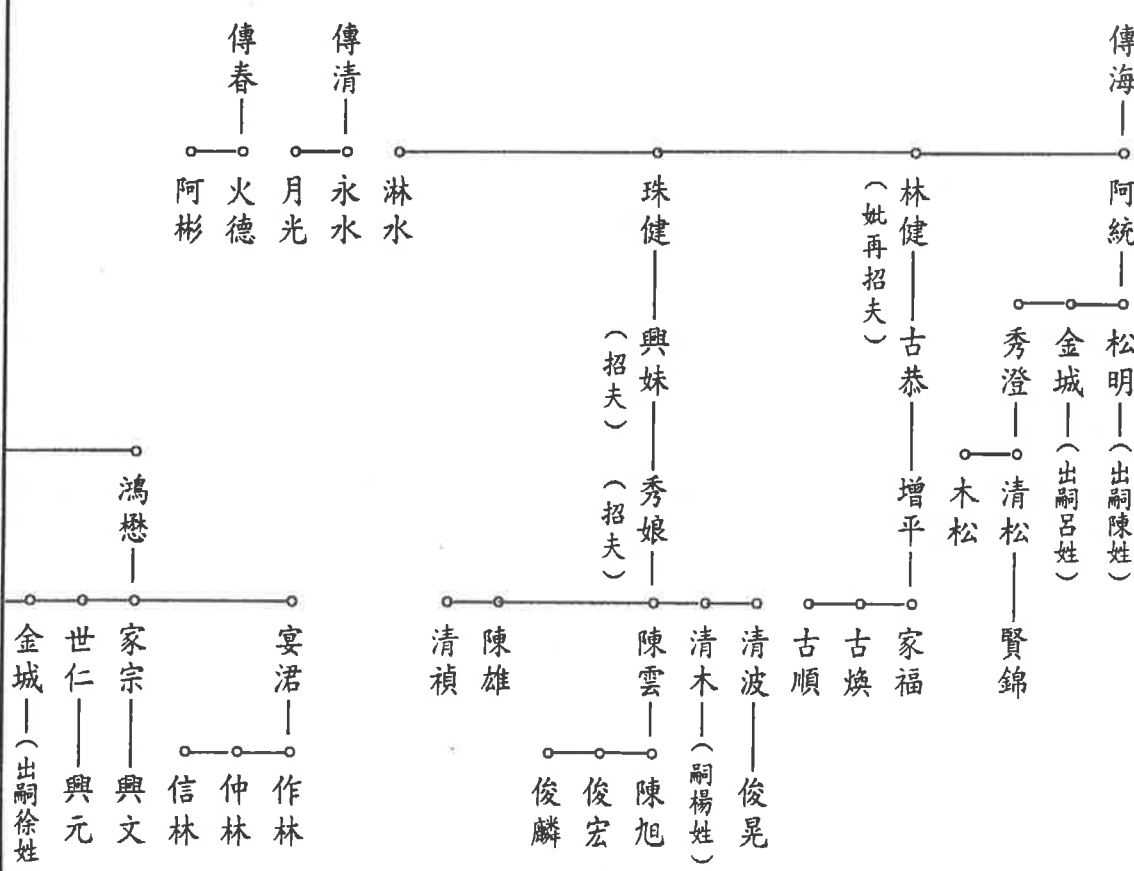 傳海
傳清
傳春
阿統
林健
（妣再招夫）
珠健
淋水
永水
月光
火德
阿彬
松明
（出嗣陳姓）
金城
（出嗣呂姓）
秀澄
古恭
興妹
（招夫）
清松
木松
增平
秀娘
（招夫）
鴻懋
賢錦
家福
古煥
古順
清波
清木
（嗣楊姓）
陳雲
陳雄
清禎
宴涒
家宗
世仁
金城
（出嗣徐姓
俊晃
陳旭
俊宏
俊麟
作林
仲林
信林
興文
興元